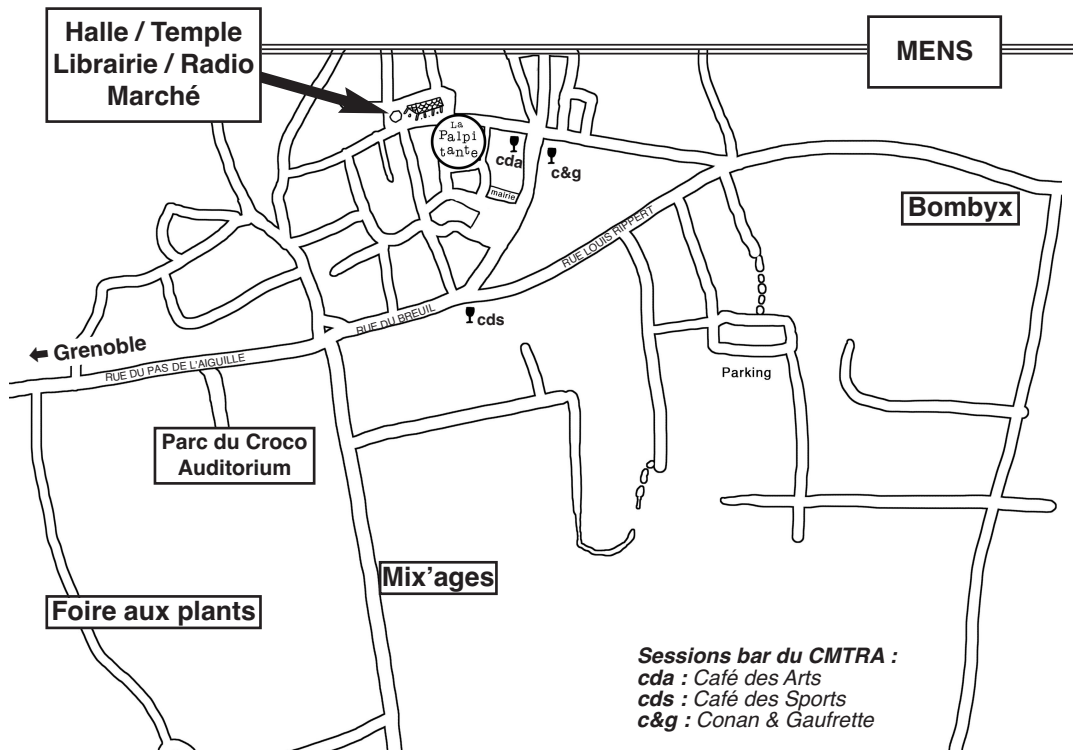 Halle / Temple
Librairie / Radio
Marché
MENS
La
Palpi
tante
cda
c&g
mairie
Bombyx
RUE LOUIS RIPPERT
RUE DU BREUIL
cds
Grenoble
RUE DU PAS DE L'AIGUILLE
Parking
Parc du Croco
Auditorium
Mix'ages
Foire aux plants
Sessions bar du CMTRA :
cda : Café des Arts
cds : Café des Sports
c&g : Conan & Gaufrette